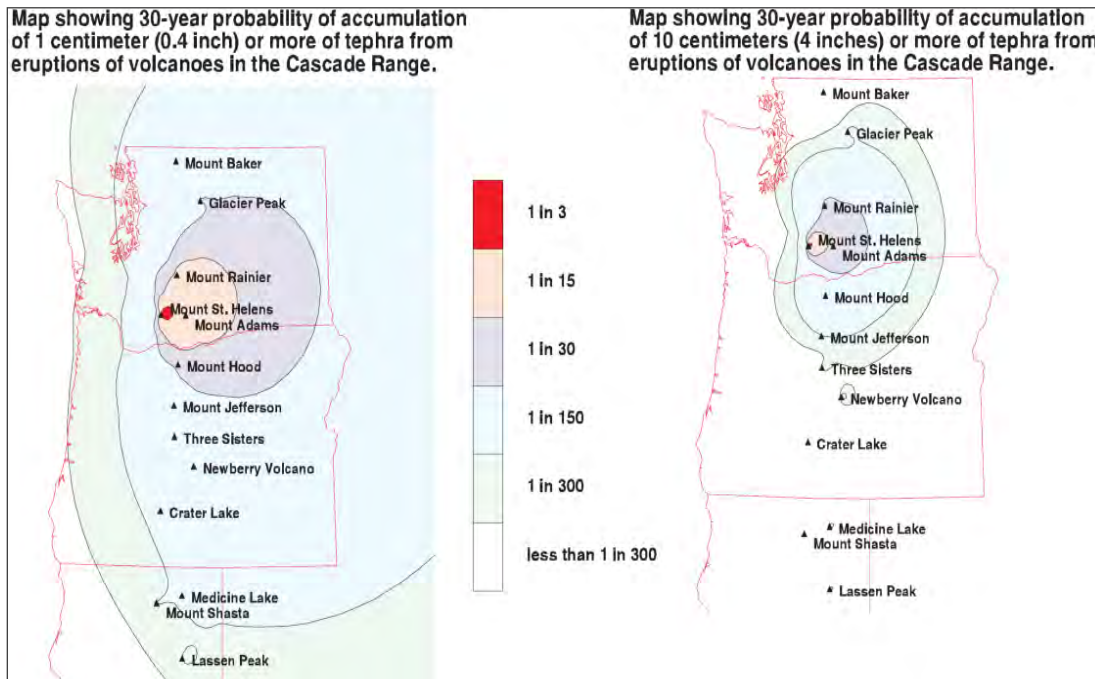 Map showing 30-year probability of accumulation
of 1 centimeter (0.4 inch) or more of tephra from
eruptions of volcanoes in the Cascade Range.
Mount Baker
Glacier Peak
Mount Rainier
Mount St. Helens
Mount Adams
Mount Hood
Mount Jefferson
Three Sisters
Newberry Volcano
Crater Lake
Medicine Lake
Mount Shasta
Lassen Peak
1 in 3
1 in 15
1 in 30
1 in 150
1 in 300
less than 1 in 300
Map showing 30-year probability of accumulation
of 10 centimeters (4 inches) or more of tephra from
eruptions of volcanoes in the Cascade Range.
Mount Baker
Glacier Peak
Mount Rainier
Mount St. Helens
Mount Adams
Mount Hood
Mount Jefferson
Three Sisters
Newberry Volcano
Crater Lake
Medicine Lake
Mount Shasta
Lassen Peak